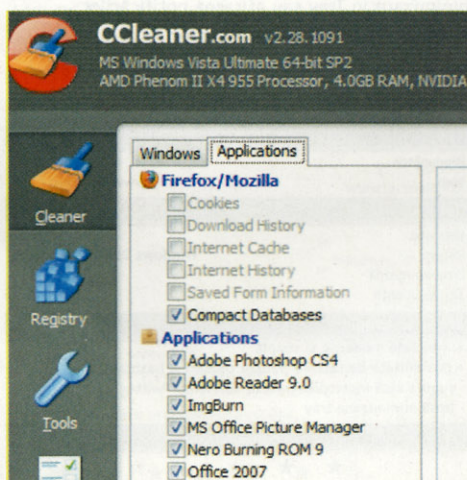 CCleaner.com v2.28.1091
MS Windows Vista Ultimate 64-bit SP2
AMD Phenom II X4 955 Processor, 4.0GB RAM, NVIDIA
Windows
Applications
Firefox/Mozilla
Cookies
Download History
Internet Cache
Internet History
Saved Form Information
Compact Databases
Applications
Adobe Photoshop CS4
Adobe Reader 9.0
ImgBurn
MS Office Picture Manager
Nero Burning ROM 9
Office 2007
Cleaner
Registry
Tools